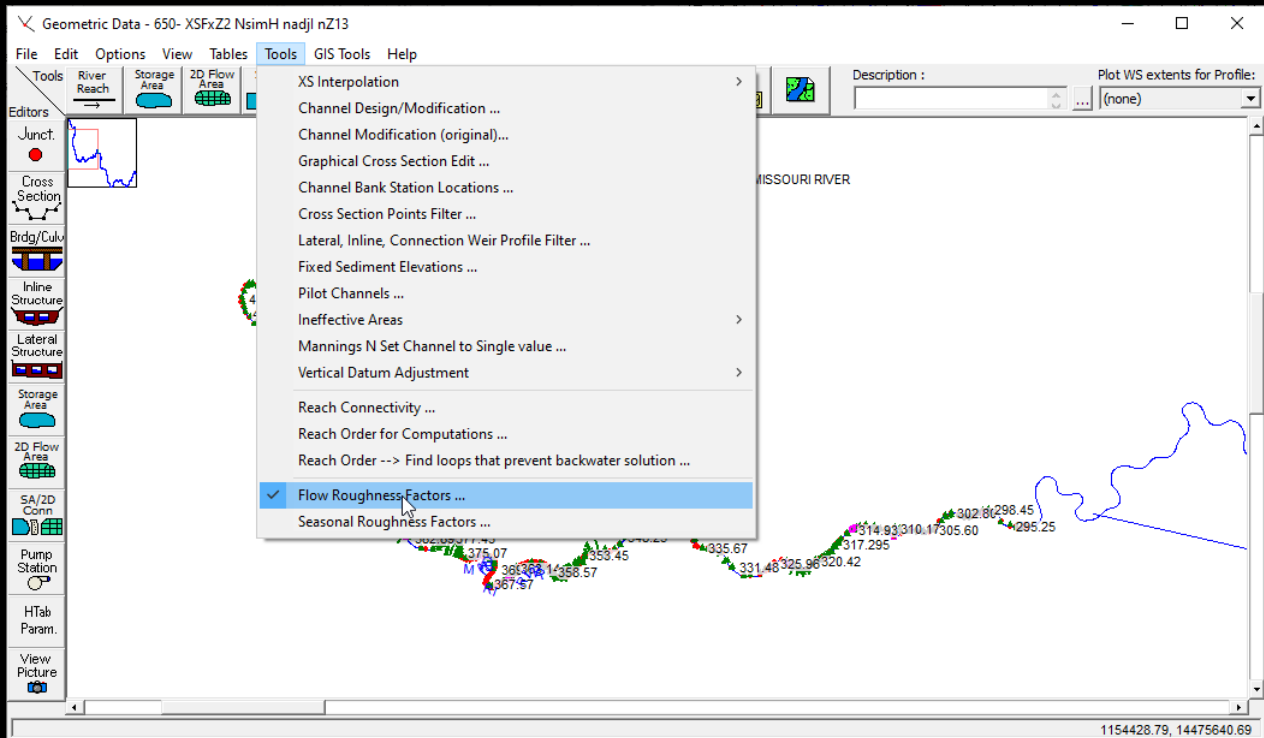 Geometric Data - 650- XSFxZ2 NsimH nadjl nZ13
File Edit Options View Tables Tools GIS Tools Help
Tools
Editors
River
Reach
Storage
Area
2D Flow
Area
Description :
...
Plot WS extents for Profile:
(none)
Junct.
Cross
Section
Brdg/Culv
Inline
Structure
Lateral
Structure
Storage
Area
2D Flow
Area
SA/2D
Conn
Pump
Station
HTab
Param.
View
Picture
XS Interpolation
Channel Design/Modification ...
Channel Modification (original)...
Graphical Cross Section Edit ...
Channel Bank Station Locations ...
Cross Section Points Filter ...
Lateral, Inline, Connection Weir Profile Filter ...
Fixed Sediment Elevations ...
Pilot Channels ...
Ineffective Areas
Mannings N Set Channel to Single value ...
Vertical Datum Adjustment
Reach Connectivity ...
Reach Order for Computations ...
Reach Order --> Find loops that prevent backwater solution ...
Flow Roughness Factors ...
Seasonal Roughness Factors ...
RIVER
375.07
367.57
358.57
353.45
335.67
331.48
325.96
320.42
317.295
314.93
310.17
305.60
298.45
295.25
1154428.79, 14475640.69